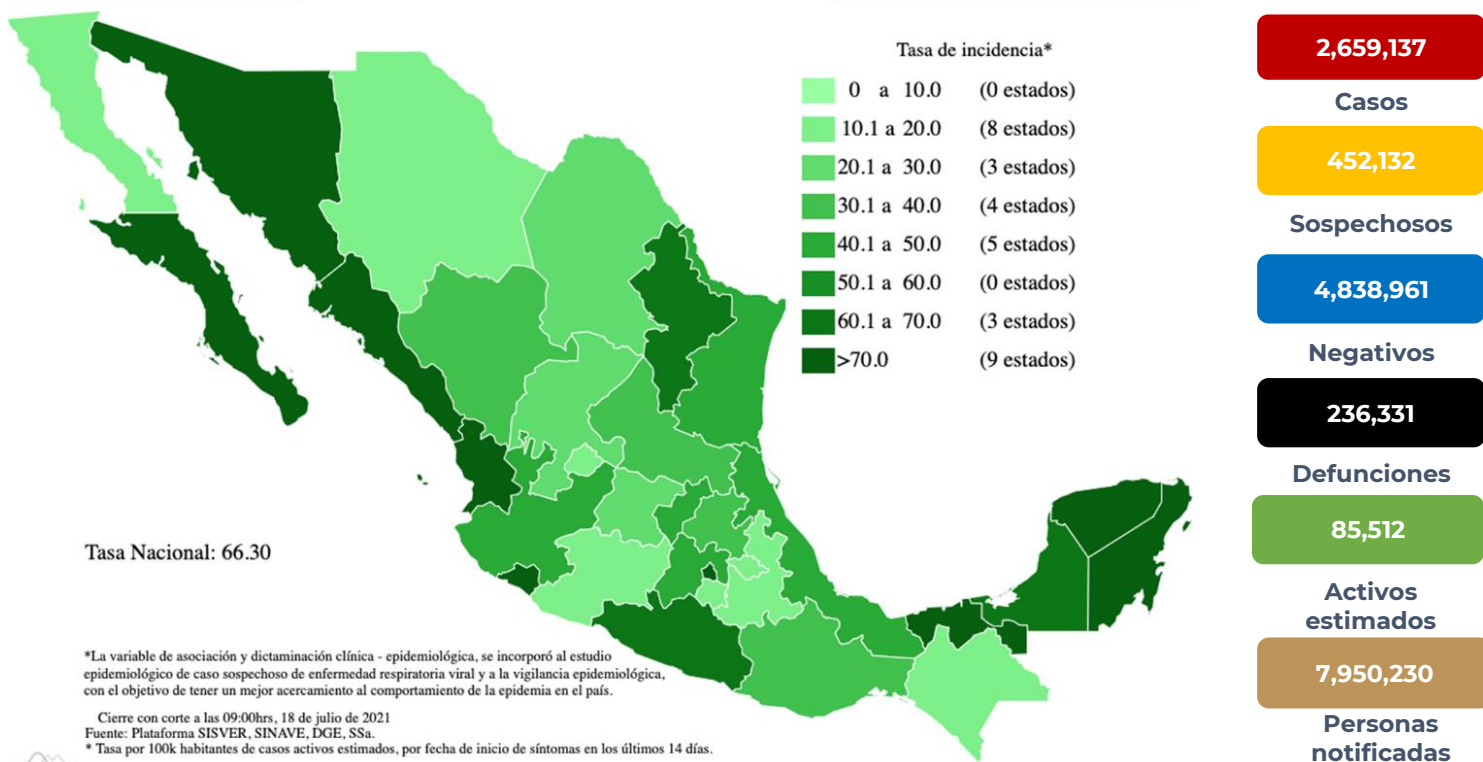 Tasa de incidencia*
0 a 10.0 (0 estados)
10.1 a 20.0 (8 estados)
20.1 a 30.0 (3 estados)
30.1 a 40.0 (4 estados)
40.1 a 50.0 (5 estados)
50.1 a 60.0 (0 estados)
60.1 a 70.0 (3 estados)
>70.0 (9 estados)
Tasa Nacional: 66.30
*La variable de asociación y dictaminación clínica - epidemiológica, se incorporó al estudio
epidemiológico de caso sospechoso de enfermedad respiratoria viral y a la vigilancia epidemiológica,
con el objetivo de tener un mejor acercamiento al comportamiento de la epidemia en el país.
Cierre con corte a las 09:00hrs, 18 de julio de 2021
Fuente: Plataforma SISVER, SINAVE, DGE, SSa.
* Tasa por 100k habitantes de casos activos estimados, por fecha de inicio de síntomas en los últimos 14 días.
2,659,137
Casos
452,132
Sospechosos
4,838,961
Negativos
236,331
Defunciones
85,512
Activos
estimados
7,950,230
Personas
notificadas